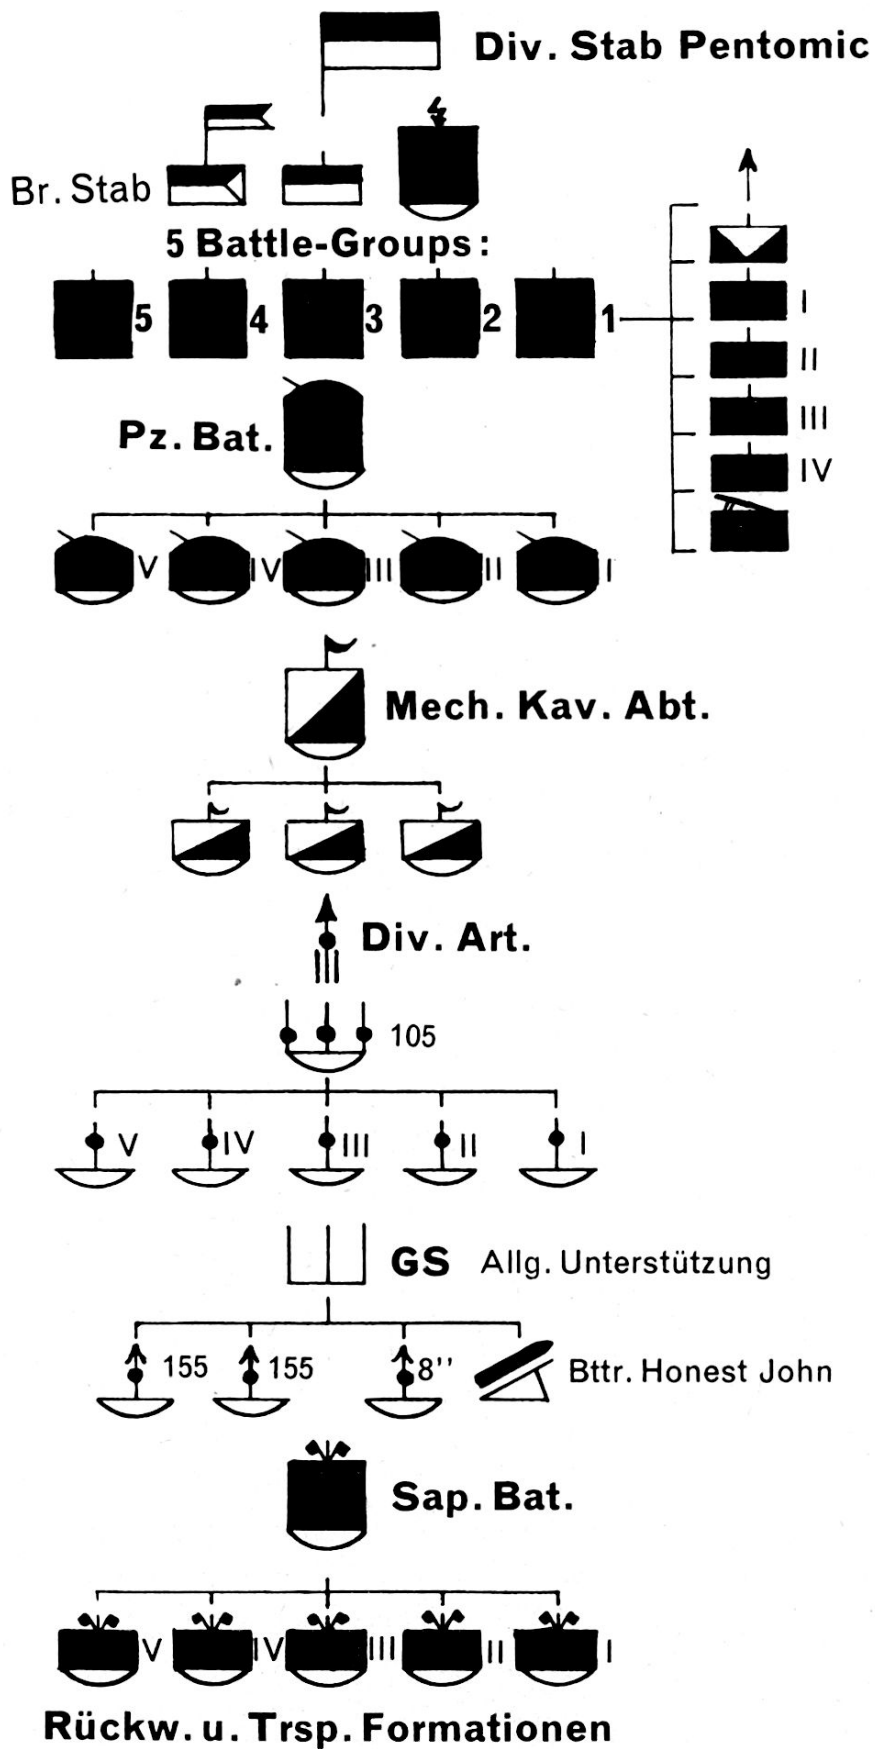 Div. Stab Pentomic
Br. Stab
5 Battle-Groups:
5 4 3 2 1
I
II
III
IV
Pz. Bat.
V IV III II I
Mech. Kav. Abt.
Div. Art.
105
V IV III II I
GS Allg. Unterstützung
155 155 8'' Bttr. Honest John
Sap. Bat.
V IV III II I
Rückw. u. Trsp. Formationen